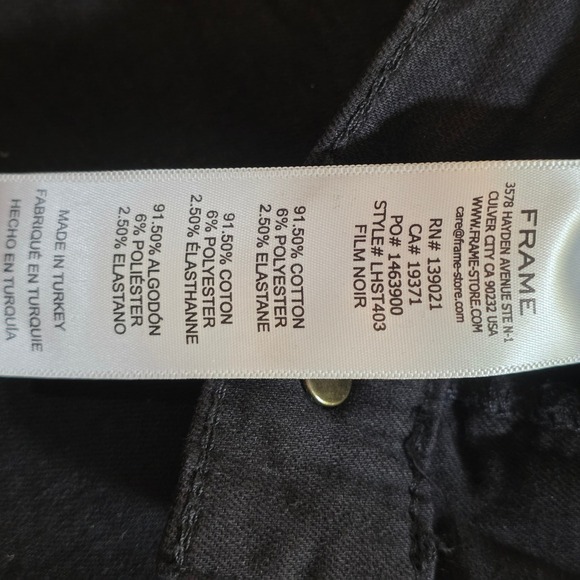 FRAME
3578 HAYDEN AVENUE STE N-1
CULVER CITY CA 90232 USA
WWW.FRAME-STORE.COM
care@frame-store.com
RN# 139021
CA# 19371
PO# 1463900
STYLE# LHST403
FILM NOIR
91.50% COTTON
6% POLYESTER
2.50% ELASTANE
91.50% COTON
6% POLYESTER
2.50% ÉLASTHANNE
91.50% ALGODÓN
6% POLIÉSTER
2.50% ELASTANO
MADE IN TURKEY
FABRIQUÉ EN TURQUIE
HECHO EN TURQUÍA